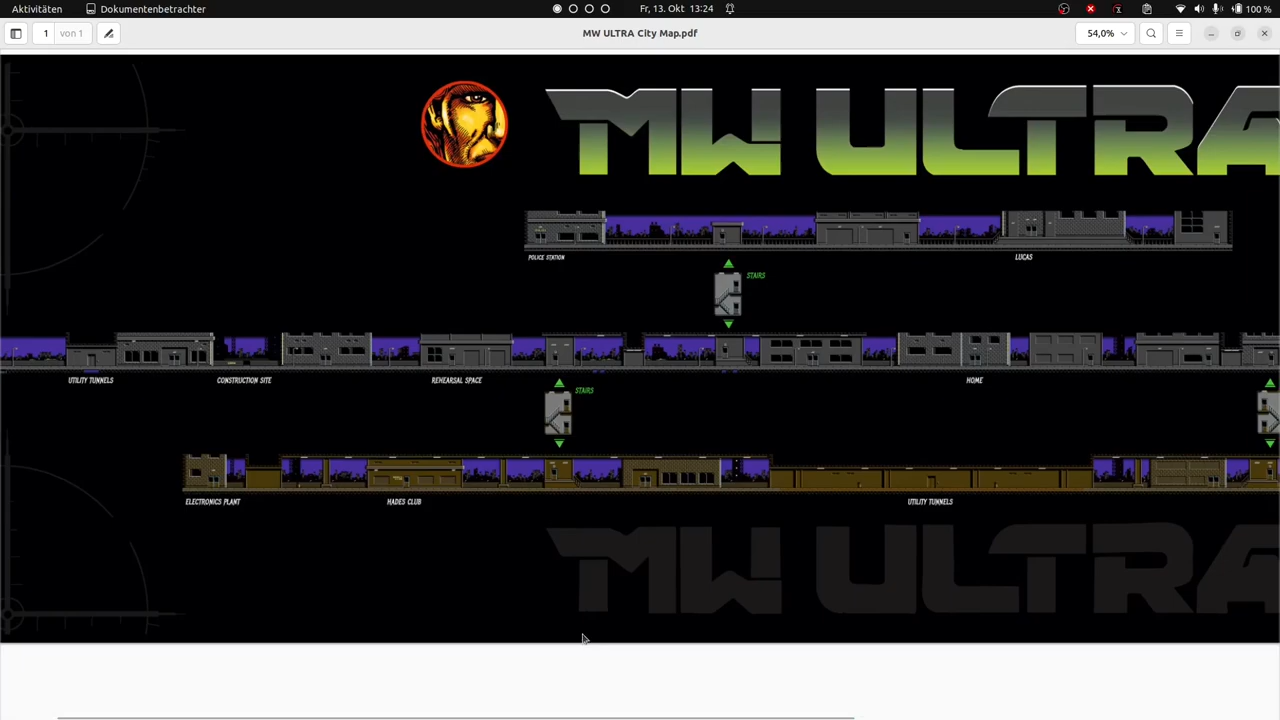 Aktivitäten Dokumentenbetrachter Fr, 13. Okt 13:24 100 %
1 von 1 MW ULTRA City Map.pdf 54,0%
MW ULTRA
POLICE STATION LUCAS
STAIRS
UTILITY TUNNELS CONSTRUCTION SITE REHEARSAL SPACE HOME
STAIRS
ELECTRONICS PLANT HADES CLUB UTILITY TUNNELS
MW ULTRA